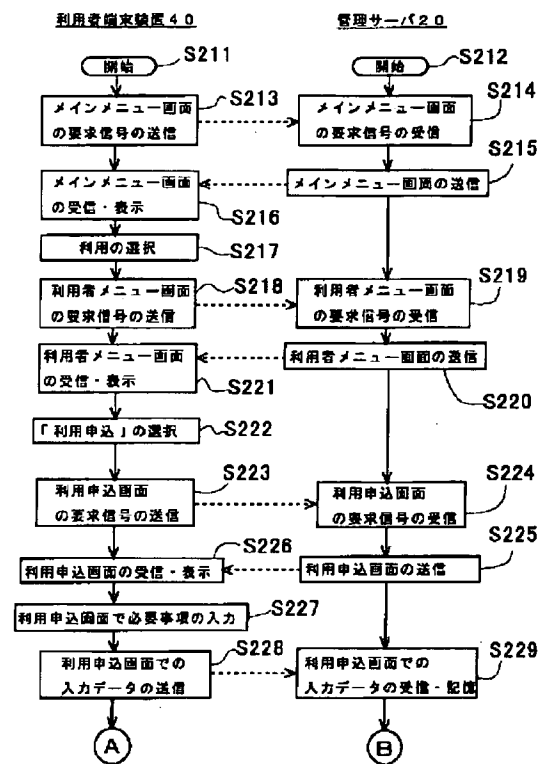 利用者端末装置40
管理サーバ20
開始
S211
開始
S212
メインメニュー画面
の要求信号の送信
S213
メインメニュー画面
の要求信号の受信
S214
メインメニュー画面の送信
S215
メインメニュー画面
の受信・表示
S216
利用の選択
S217
利用者メニュー画面
の要求信号の送信
S218
利用者メニュー画面
の要求信号の受信
S219
利用者メニュー画面の送信
S220
利用者メニュー画面
の受信・表示
S221
「利用申込」の選択
S222
利用申込画面
の要求信号の送信
S223
利用申込画面
の要求信号の受信
S224
利用申込画面の送信
S225
利用申込画面の受信・表示
S226
利用申込画面で必要事項の入力
S227
利用申込画面での
入力データの送信
S228
利用申込画面での
入力データの受信・記憶
S229
A
B